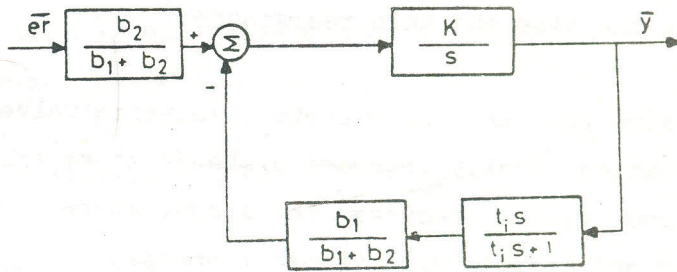 er
b2
b1 + b2
+
Σ
-
K
s
y
b1
b1 + b2
ti s
ti s + 1